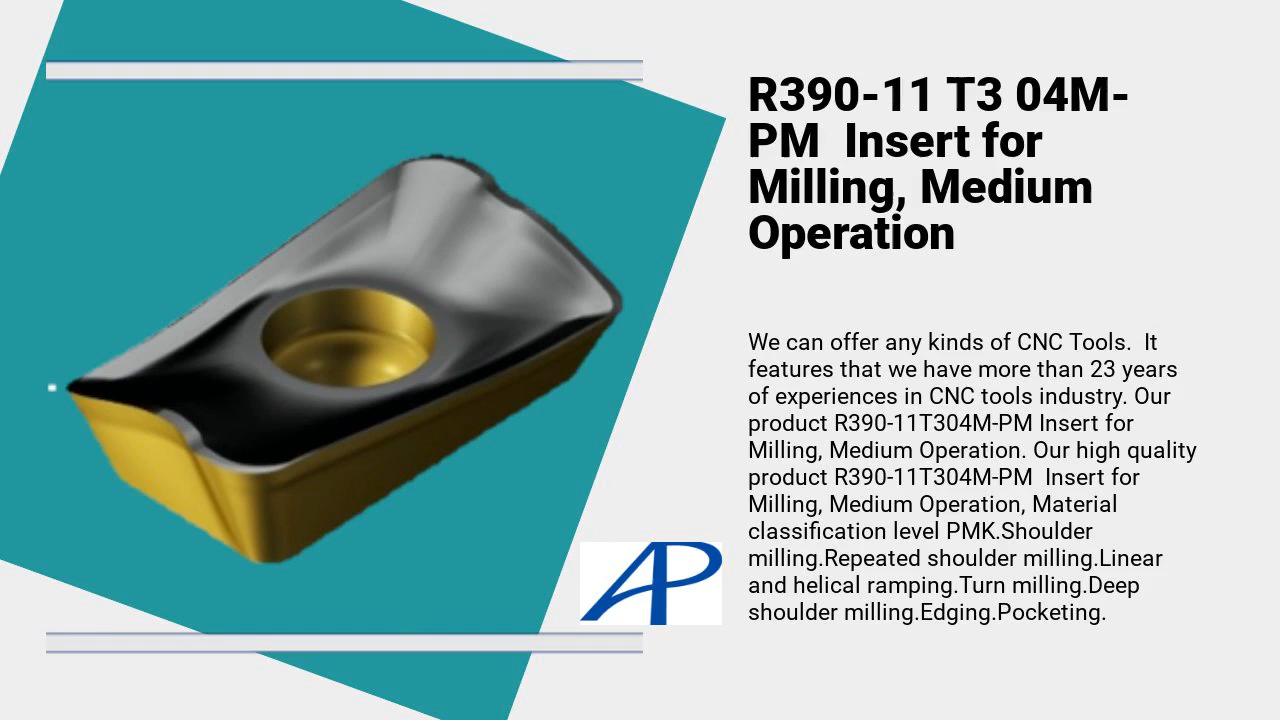 R390-11 T3 04M-
PM  Insert for
Milling, Medium
Operation
We can offer any kinds of CNC Tools.  It
features that we have more than 23 years
of experiences in CNC tools industry. Our
product R390-11T304M-PM Insert for
Milling, Medium Operation. Our high quality
product R390-11T304M-PM  Insert for
Milling, Medium Operation, Material
classification level PMK.Shoulder
milling.Repeated shoulder milling.Linear
and helical ramping.Turn milling.Deep
shoulder milling.Edging.Pocketing.
AP